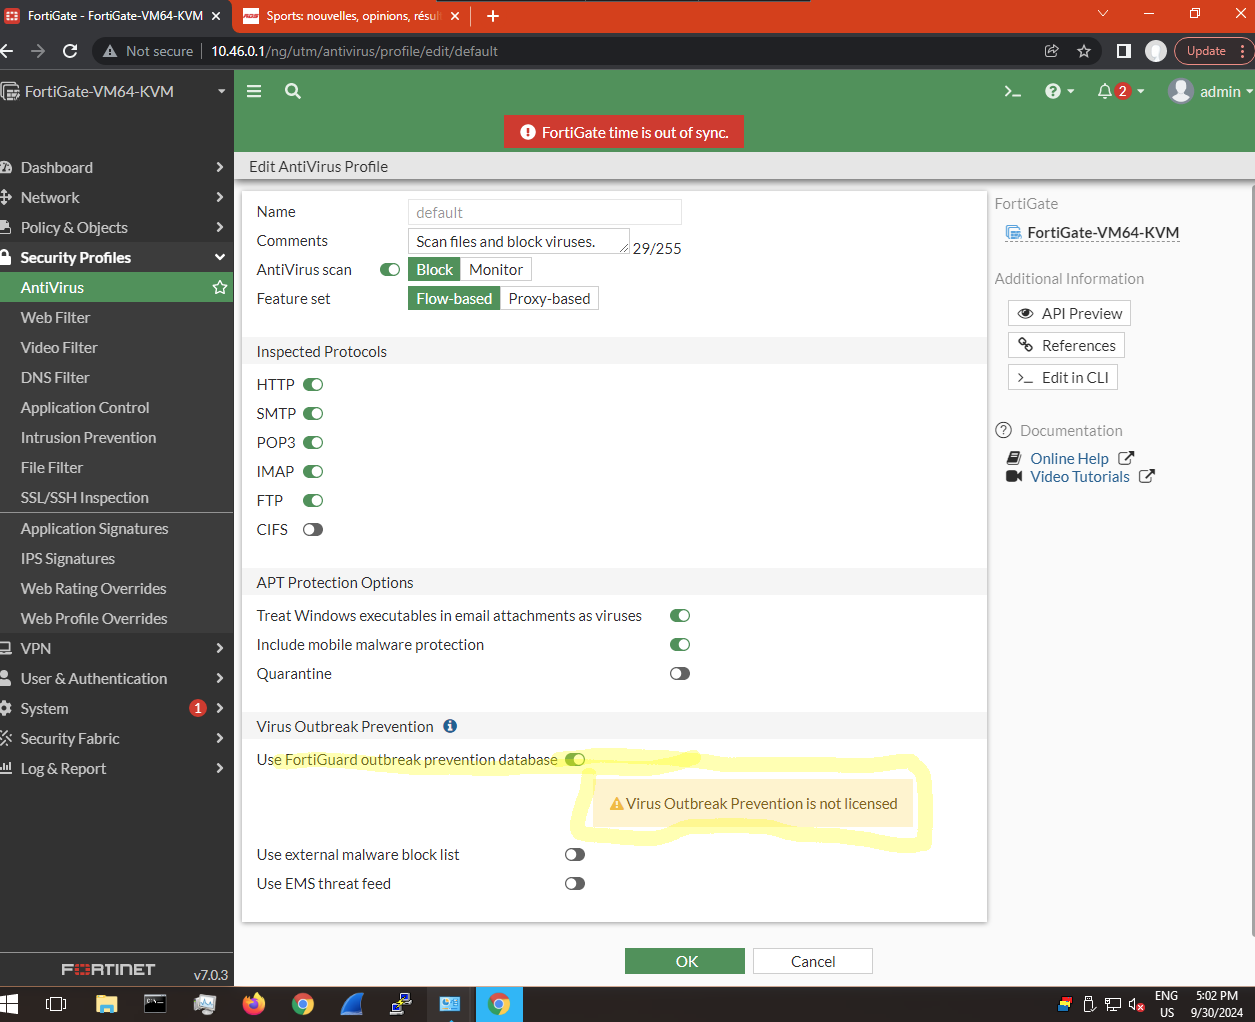 FortiGate - FortiGate-VM64-KVM
Sports: nouvelles, opinions, résult
Not secure
10.46.0.1/ng/utm/antivirus/profile/edit/default
Update
FortiGate-VM64-KVM
2
admin
FortiGate time is out of sync.
Dashboard
Network
Policy & Objects
Security Profiles
AntiVirus
Web Filter
Video Filter
DNS Filter
Application Control
Intrusion Prevention
File Filter
SSL/SSH Inspection
Application Signatures
IPS Signatures
Web Rating Overrides
Web Profile Overrides
VPN
User & Authentication
System 1
Security Fabric
Log & Report
FORTINET v7.0.3
Edit AntiVirus Profile
Name default
Comments Scan files and block viruses. 29/255
AntiVirus scan Block Monitor
Feature set Flow-based Proxy-based
Inspected Protocols
HTTP
SMTP
POP3
IMAP
FTP
CIFS
APT Protection Options
Treat Windows executables in email attachments as viruses
Include mobile malware protection
Quarantine
Virus Outbreak Prevention
Use FortiGuard outbreak prevention database
Virus Outbreak Prevention is not licensed
Use external malware block list
Use EMS threat feed
OK Cancel
FortiGate
FortiGate-VM64-KVM
Additional Information
API Preview
References
Edit in CLI
Documentation
Online Help
Video Tutorials
ENG
US
5:02 PM
9/30/2024